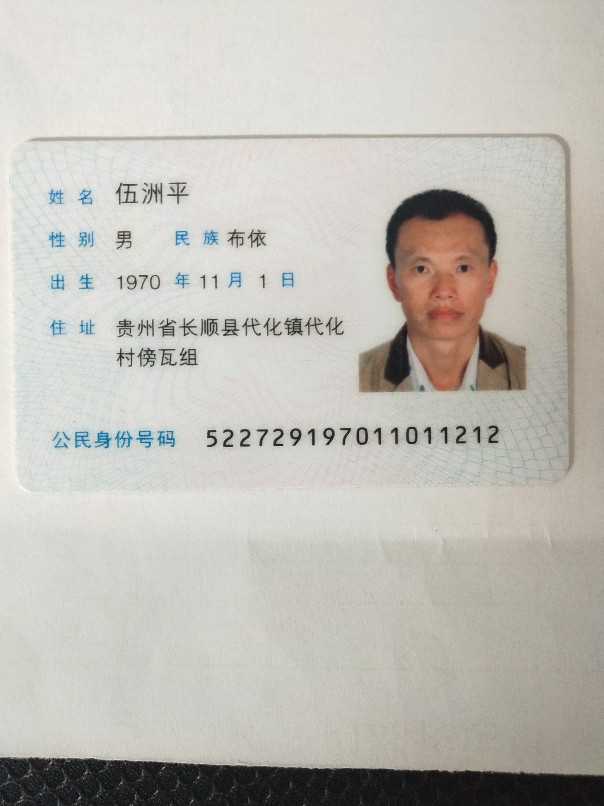 姓名 伍洲平
性别 男 民族 布依
出生 1970 年 11 月 1 日
住址 贵州省长顺县代化镇代化
村傍瓦组
公民身份号码 522729197011011212